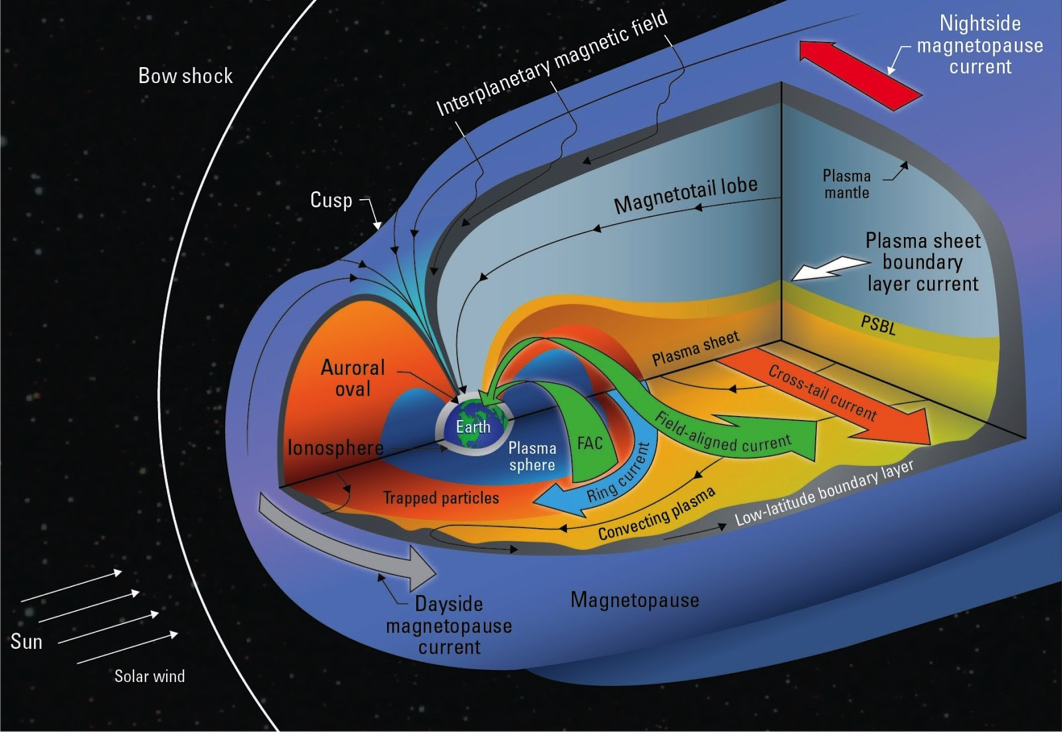 Nightside
magnetopause
current
Interplanetary magnetic field
Bow shock
Plasma
mantle
Magnetotail lobe
Cusp
Plasma sheet
boundary
layer current
PSBL
Plasma sheet
Auroral
oval
Cross-tail current
Earth
Field-aligned current
Ionosphere
Plasma
sphere
FAC
Ring current
Trapped particles
Convecting plasma
Low-latitude boundary layer
Dayside
magnetopause
current
Magnetopause
Sun
Solar wind